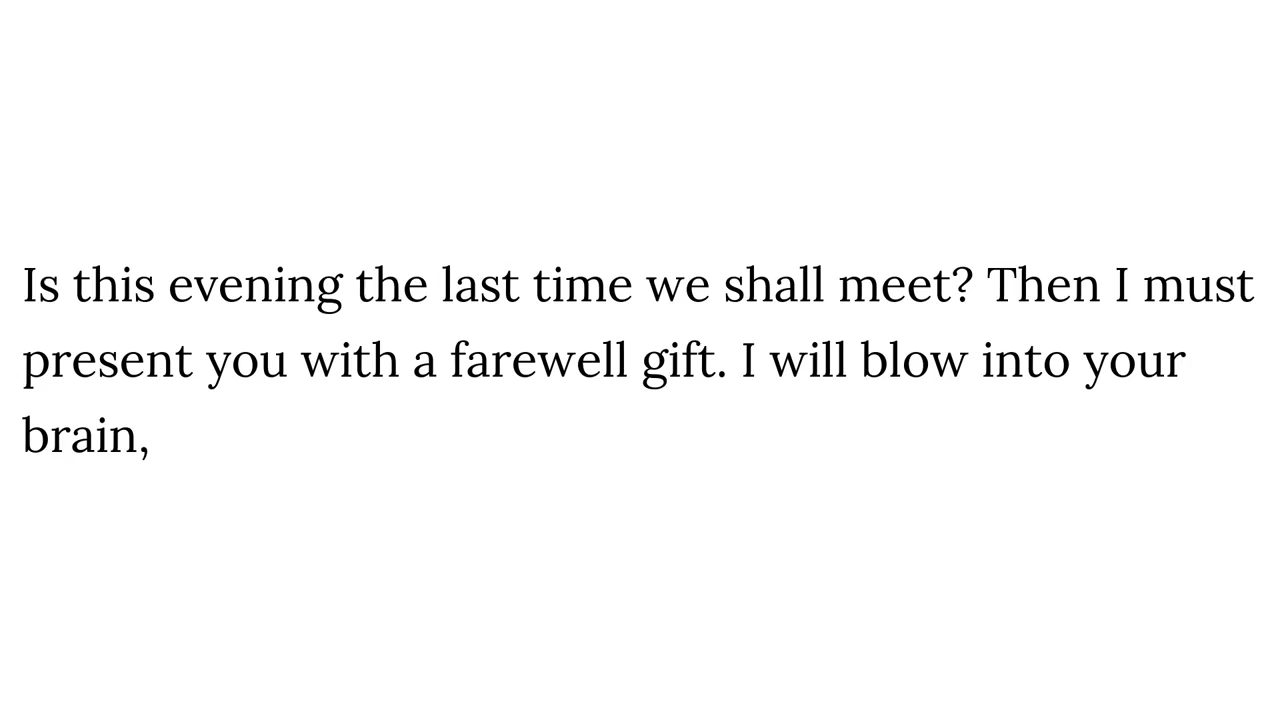 Is this evening the last time we shall meet? Then I must
present you with a farewell gift. I will blow into your
brain,